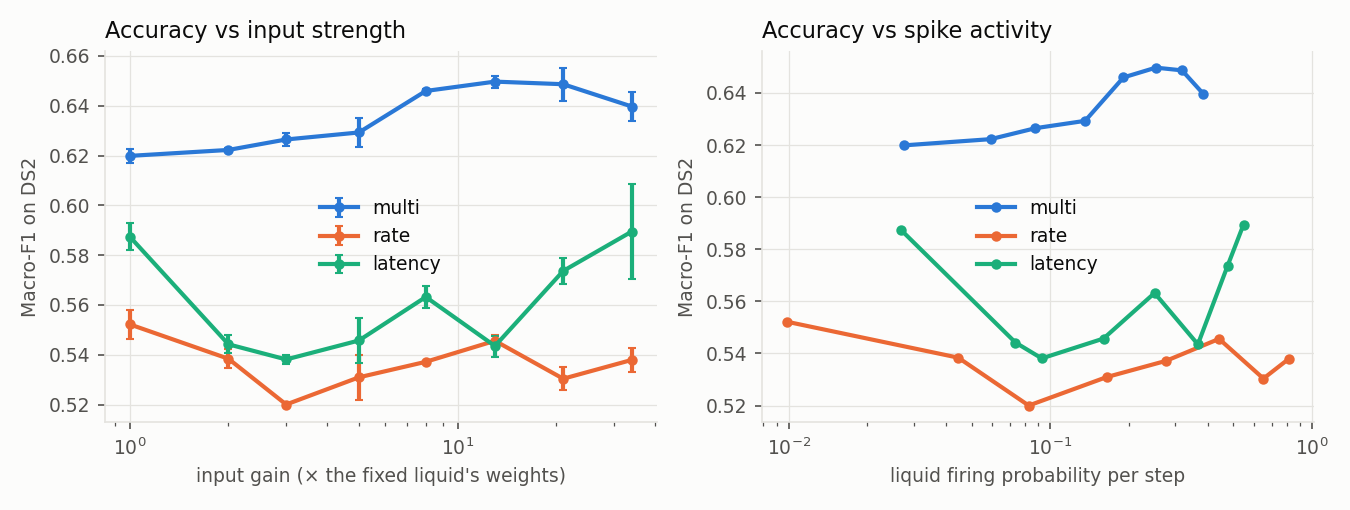 Accuracy vs input strength
Macro-F1 on DS2
0.66
0.64
0.62
0.60
0.58
0.56
0.54
0.52
multi
rate
latency
10⁰
10¹
input gain (× the fixed liquid's weights)
Accuracy vs spike activity
Macro-F1 on DS2
0.64
0.62
0.60
0.58
0.56
0.54
0.52
multi
rate
latency
10⁻²
10⁻¹
10⁰
liquid firing probability per step